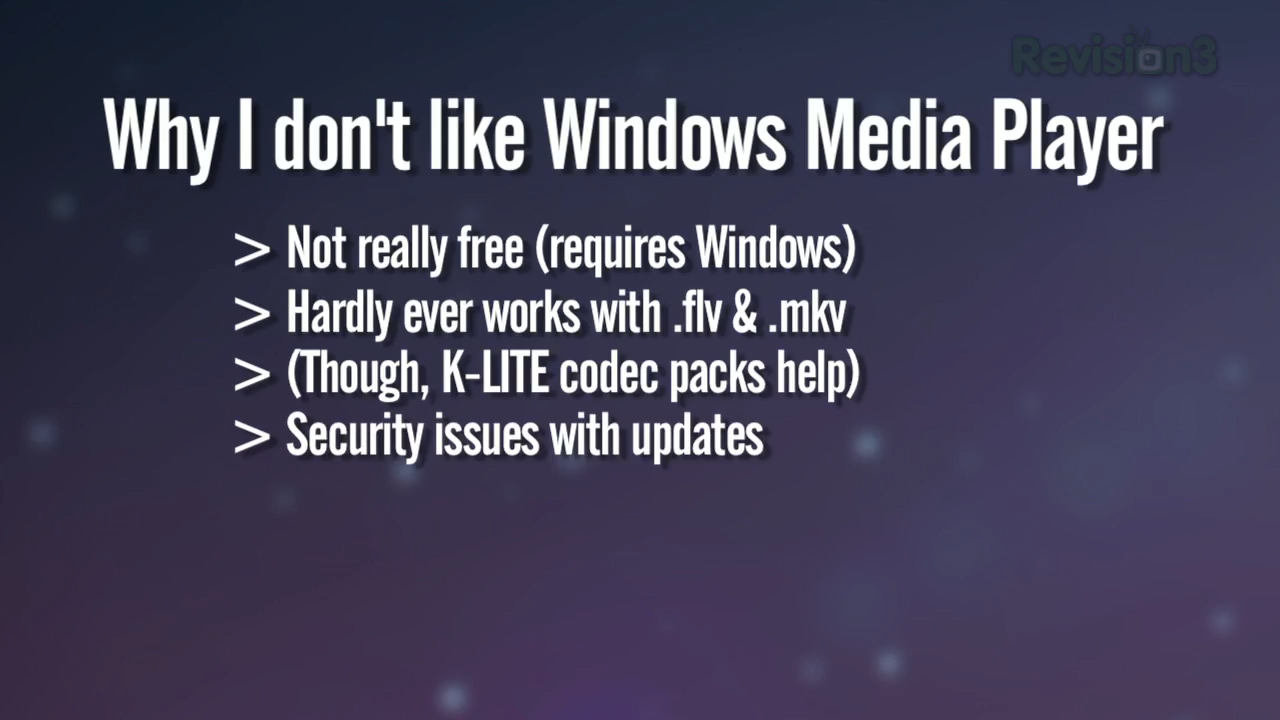 Revision3
Why I don't like Windows Media Player
> Not really free (requires Windows)
> Hardly ever works with .flv & .mkv
> (Though, K-LITE codec packs help)
> Security issues with updates